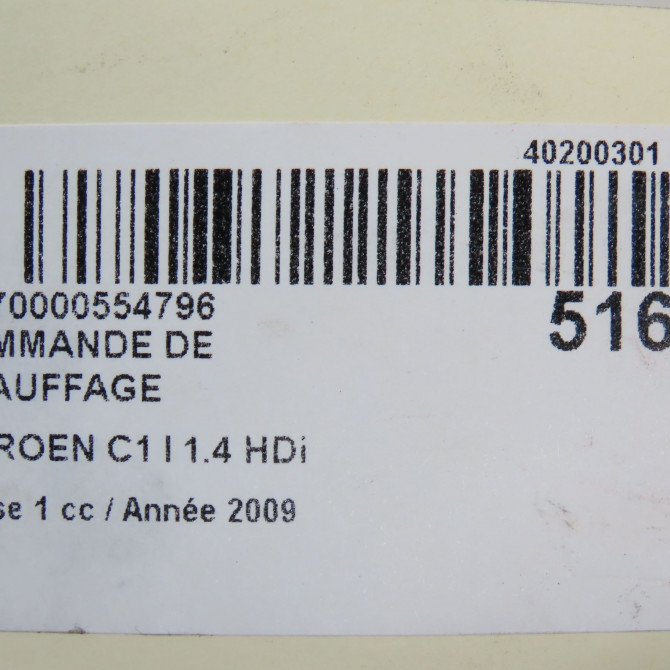 40200301
70000554796
516
MMANDE DE
AUFFAGE
ROEN C1 I 1.4 HDi
se 1 cc / Année 2009